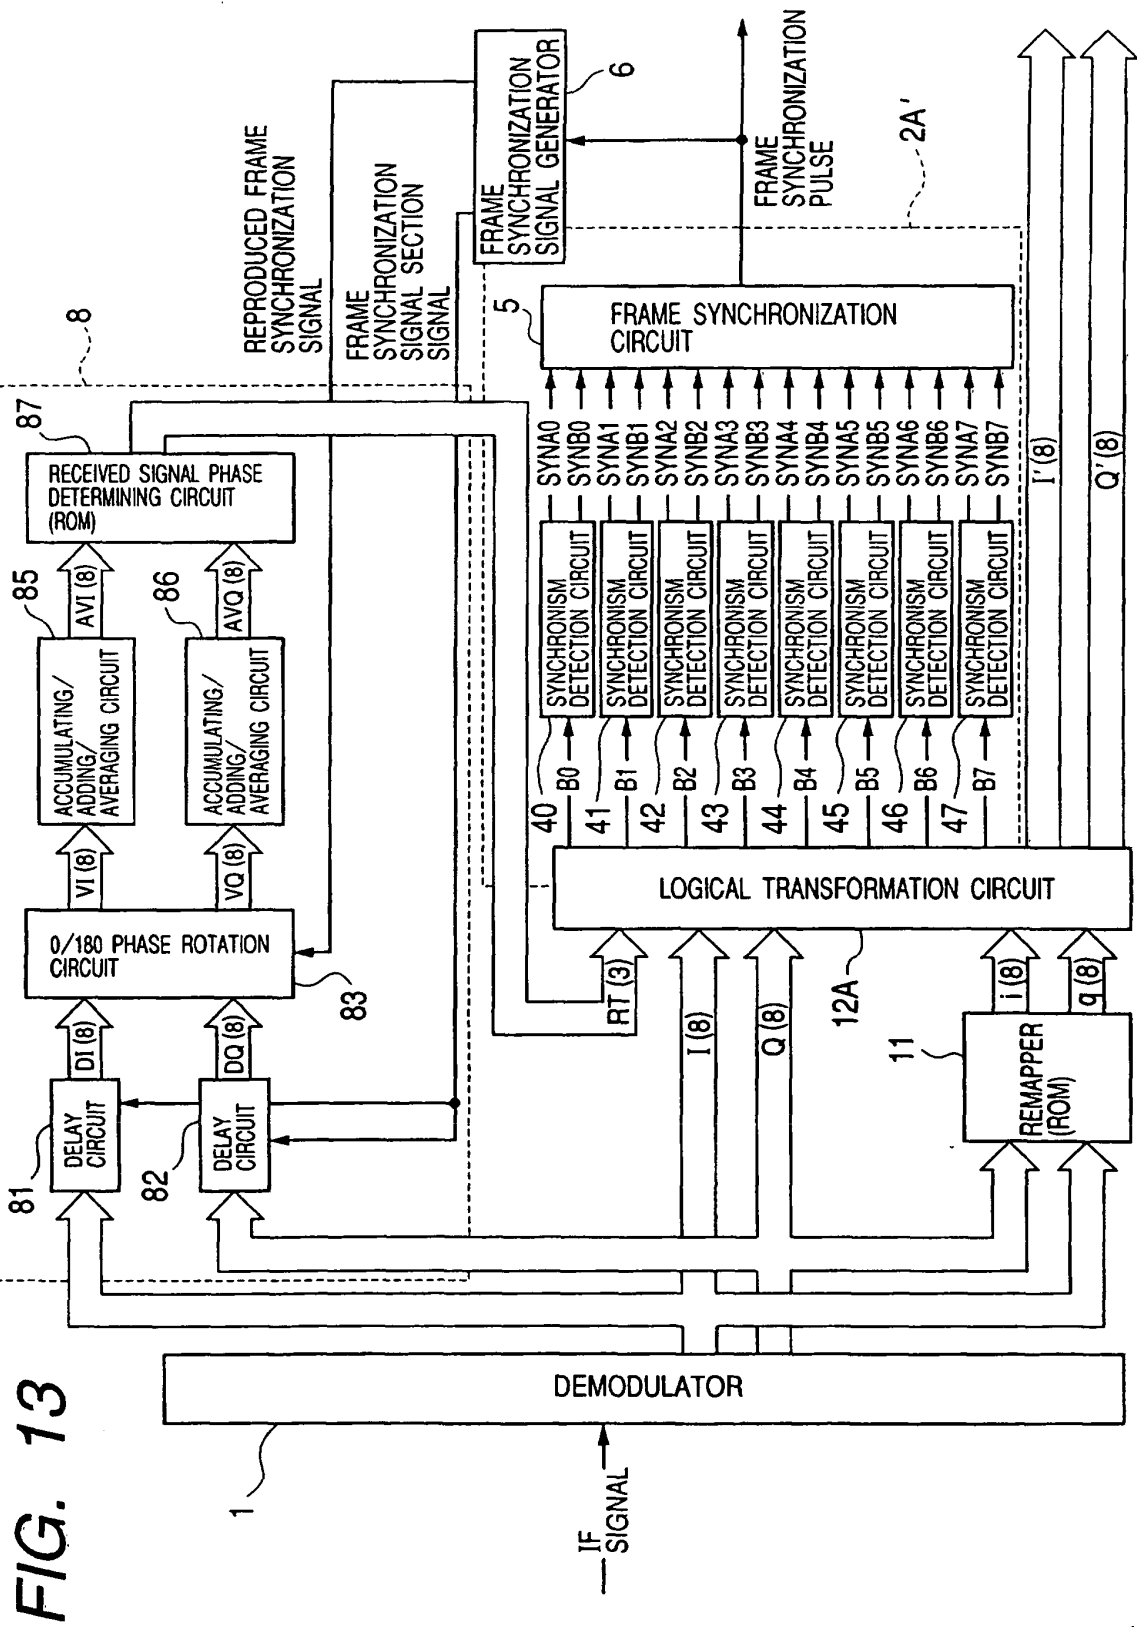 FIG. 13
IF
SIGNAL
1
DEMODULATOR
81
DELAY
CIRCUIT
82
DELAY
CIRCUIT
DI (8)
DQ (8)
0/180 PHASE ROTATION
CIRCUIT
83
VI (8)
VQ (8)
85
ACCUMULATING/
ADDING/
AVERAGING CIRCUIT
86
ACCUMULATING/
ADDING/
AVERAGING CIRCUIT
AVI (8)
AVQ (8)
87
RECEIVED SIGNAL PHASE
DETERMINING CIRCUIT
(ROM)
8
REPRODUCED FRAME
SYNCHRONIZATION
SIGNAL
FRAME
SYNCHRONIZATION
SIGNAL SECTION
SIGNAL
FRAME
SYNCHRONIZATION
SIGNAL GENERATOR
6
RT (3)
I (8)
Q (8)
11
REMAPPER
(ROM)
i (8)
q (8)
12A
LOGICAL TRANSFORMATION CIRCUIT
40
B0
SYNCHRONISM
DETECTION CIRCUIT
SYNA0
SYNB0
41
B1
SYNCHRONISM
DETECTION CIRCUIT
SYNA1
SYNB1
42
B2
SYNCHRONISM
DETECTION CIRCUIT
SYNA2
SYNB2
43
B3
SYNCHRONISM
DETECTION CIRCUIT
SYNA3
SYNB3
44
B4
SYNCHRONISM
DETECTION CIRCUIT
SYNA4
SYNB4
45
B5
SYNCHRONISM
DETECTION CIRCUIT
SYNA5
SYNB5
46
B6
SYNCHRONISM
DETECTION CIRCUIT
SYNA6
SYNB6
47
B7
SYNCHRONISM
DETECTION CIRCUIT
SYNA7
SYNB7
5
FRAME SYNCHRONIZATION
CIRCUIT
FRAME
SYNCHRONIZATION
PULSE
2A'
I' (8)
Q' (8)